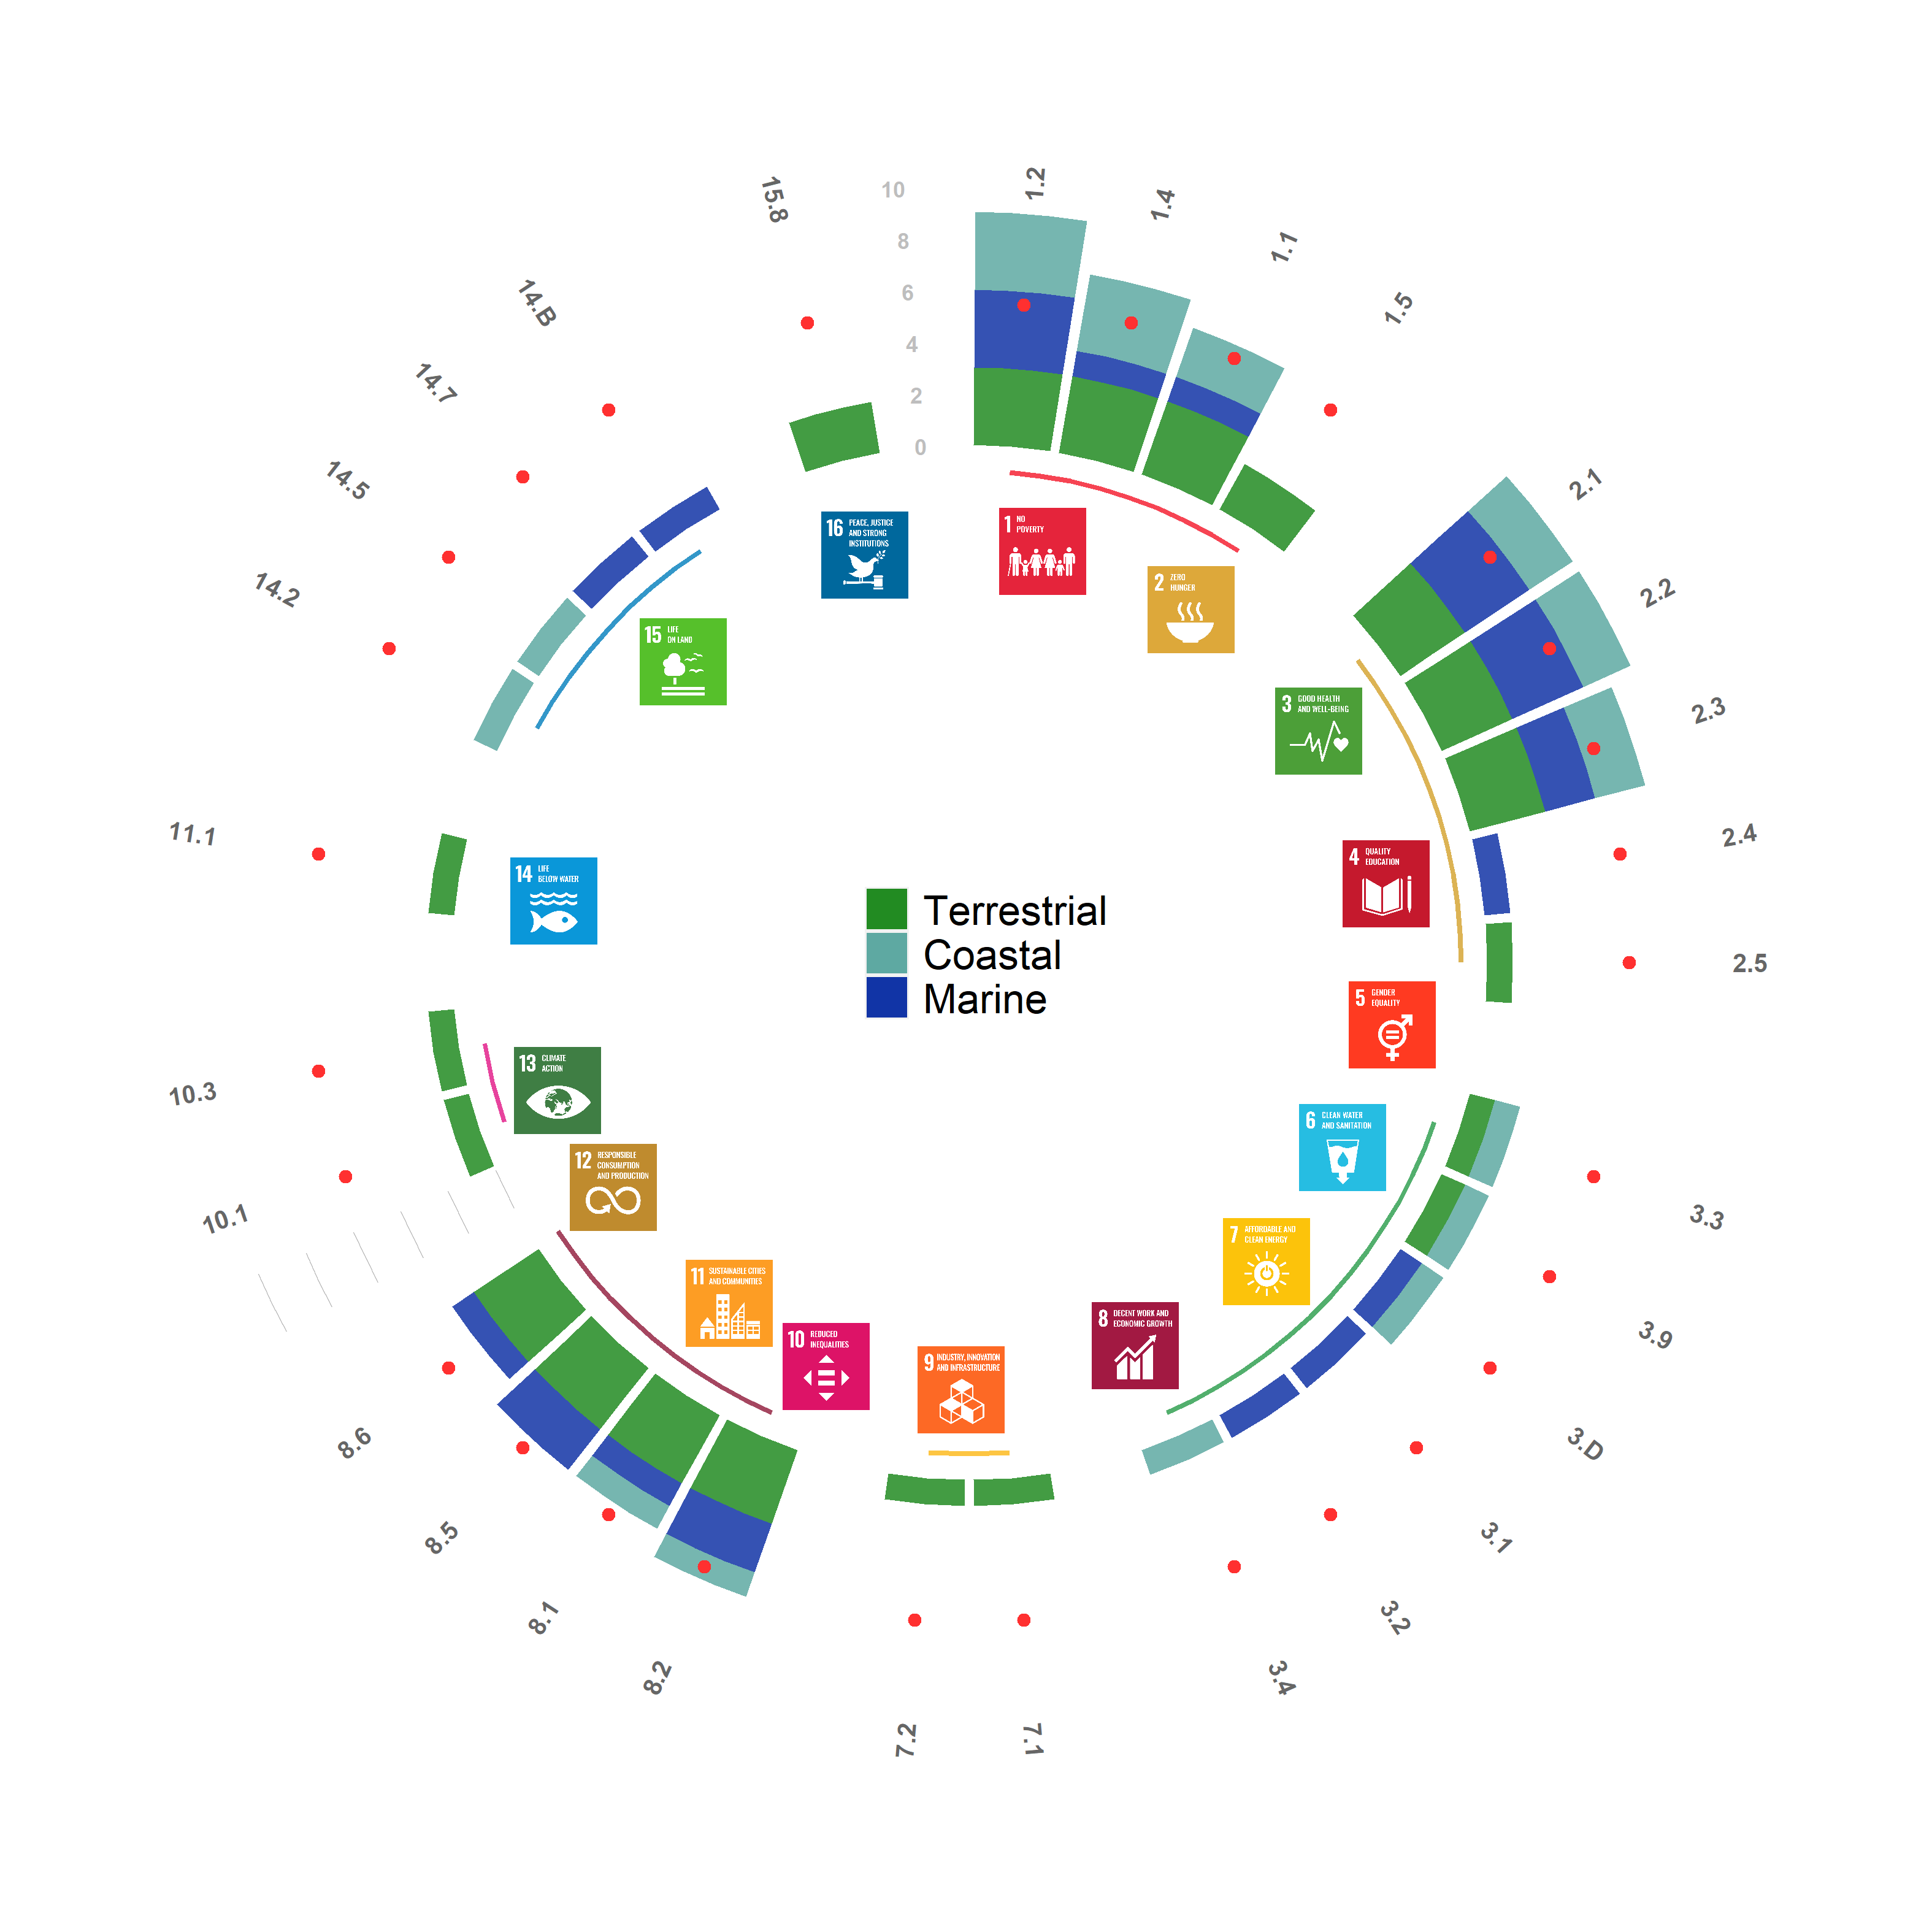 1.2
1.4
1.1
1.5
2.1
2.2
2.3
2.4
2.5
3.3
3.9
3.D
3.1
3.2
3.4
7.1
7.2
8.2
8.1
8.5
8.6
10.1
10.3
11.1
14.2
14.5
14.7
14.B
15.8
10
8
6
4
2
0
1 NO
POVERTY
2 ZERO
HUNGER
3 GOOD HEALTH
AND WELL-BEING
4 QUALITY
EDUCATION
5 GENDER
EQUALITY
6 CLEAN WATER
AND SANITATION
7 AFFORDABLE AND
CLEAN ENERGY
8 DECENT WORK AND
ECONOMIC GROWTH
9 INDUSTRY, INNOVATION
AND INFRASTRUCTURE
10 REDUCED
INEQUALITIES
11 SUSTAINABLE CITIES
AND COMMUNITIES
12 RESPONSIBLE
CONSUMPTION
AND PRODUCTION
13 CLIMATE
ACTION
14 LIFE
BELOW WATER
15 LIFE
ON LAND
16 PEACE, JUSTICE
AND STRONG
INSTITUTIONS
Terrestrial
Coastal
Marine